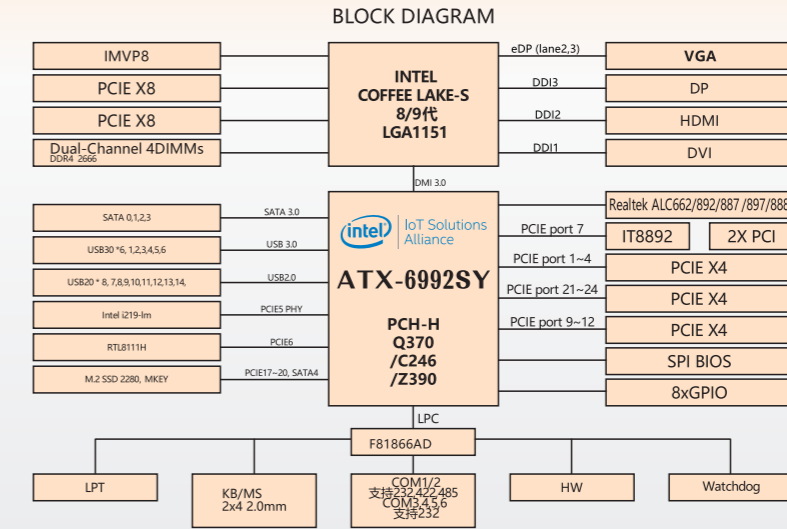 BLOCK DIAGRAM
IMVP8
PCIE X8
PCIE X8
Dual-Channel 4DIMMs
DDR4 2666
INTEL
COFFEE LAKE-S
8/9代
LGA1151
eDP (lane2,3)
VGA
DDI3
DP
DDI2
HDMI
DDI1
DVI
DMI 3.0
SATA 0,1,2,3
SATA 3.0
USB30 *6, 1,2,3,4,5,6
USB 3.0
USB20 * 8, 7,8,9,10,11,12,13,14,
USB2.0
Intel i219-lm
PCIE5 PHY
RTL8111H
PCIE6
M.2 SSD 2280, MKEY
PCIE17~20, SATA4
intel
IoT Solutions
Alliance
ATX-6992SY
PCH-H
Q370
/C246
/Z390
Realtek ALC662/892/887 /897/888
PCIE port 7
IT8892
2X PCI
PCIE port 1~4
PCIE X4
PCIE port 21~24
PCIE X4
PCIE port 9~12
PCIE X4
SPI BIOS
8xGPIO
LPC
F81866AD
LPT
KB/MS
2x4 2.0mm
COM1/2
支持232,422,485
COM3,4,5,6
支持232
HW
Watchdog